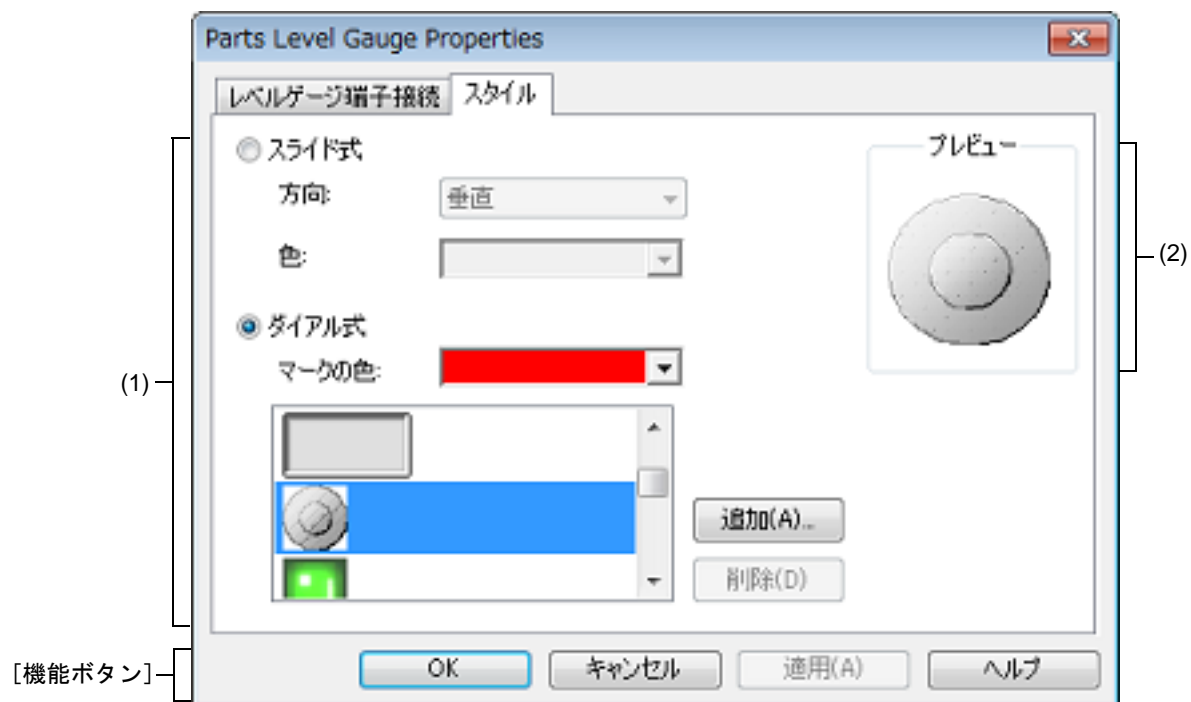 Parts Level Gauge Properties
レベルゲージ端子接続 スタイル
スライド式
方向: 垂直
色:
ダイアル式
マークの色:
プレビュー
(1)
(2)
追加(A)...
削除(D)
[機能ボタン]
OK キャンセル 適用(A) ヘルプ